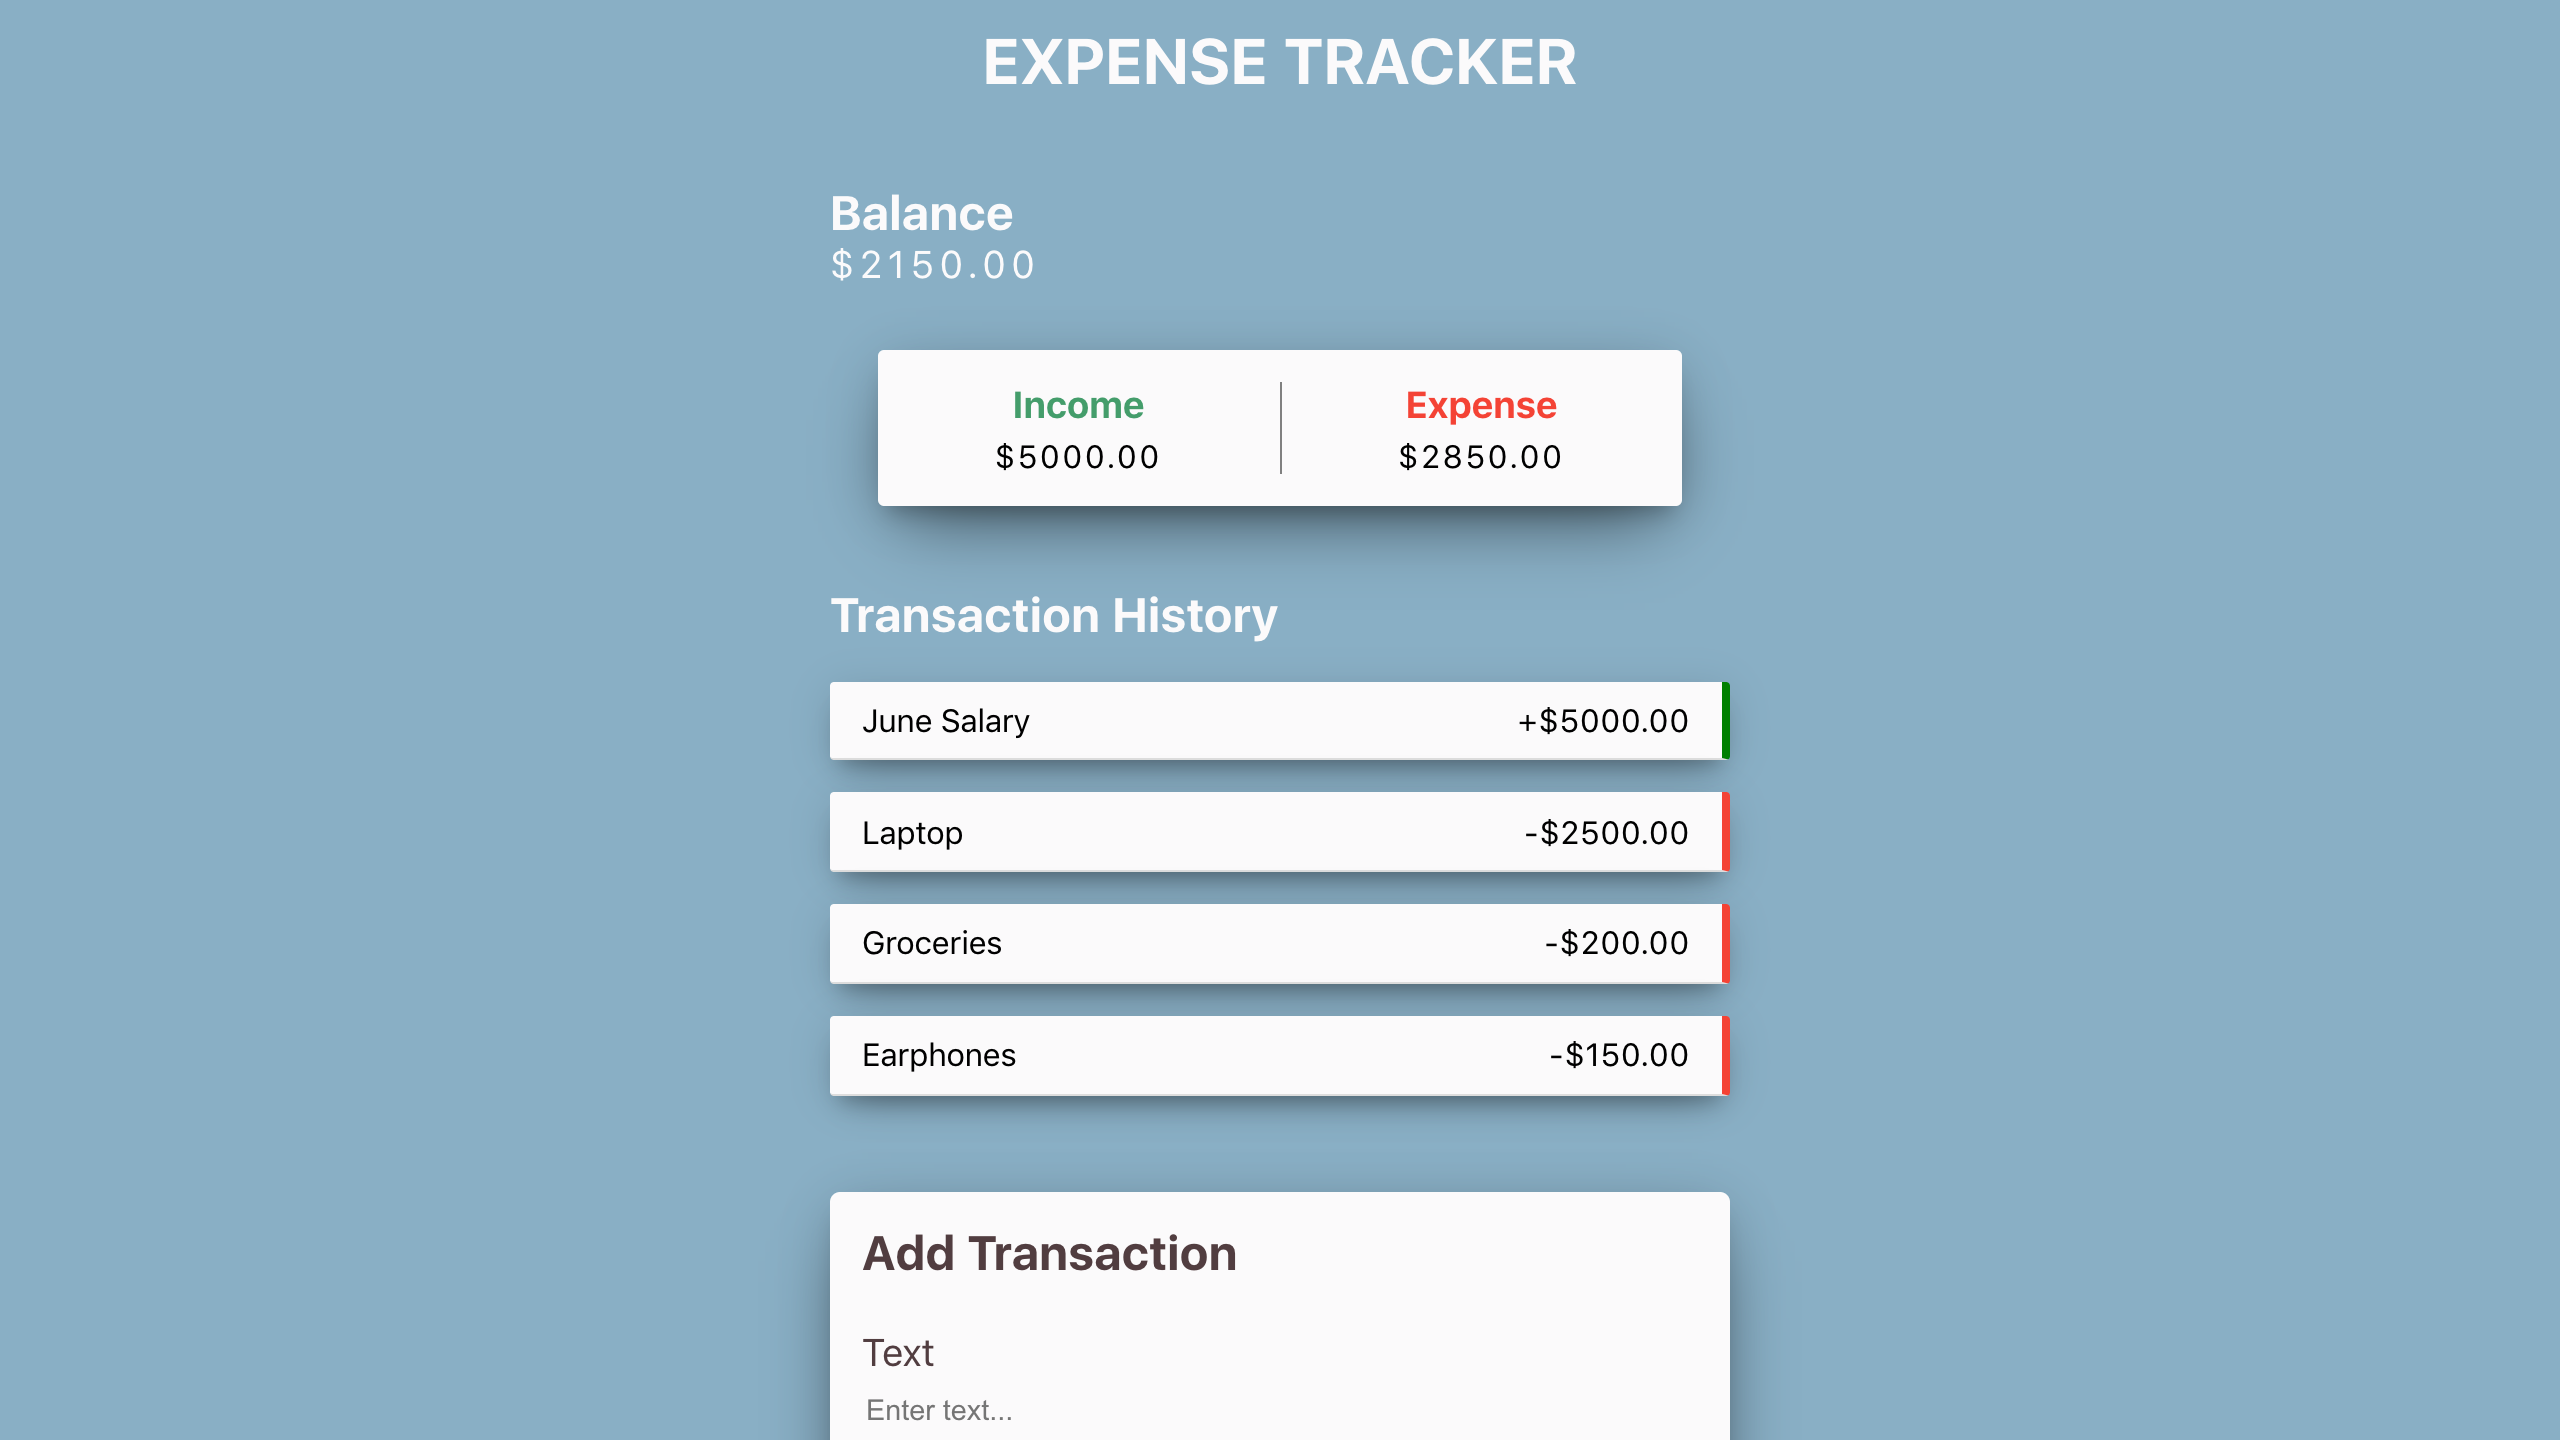 EXPENSE TRACKER
Balance
$2150.00
Income
$5000.00
Expense
$2850.00
Transaction History
June Salary +$5000.00
Laptop -$2500.00
Groceries -$200.00
Earphones -$150.00
Add Transaction
Text
Enter text...